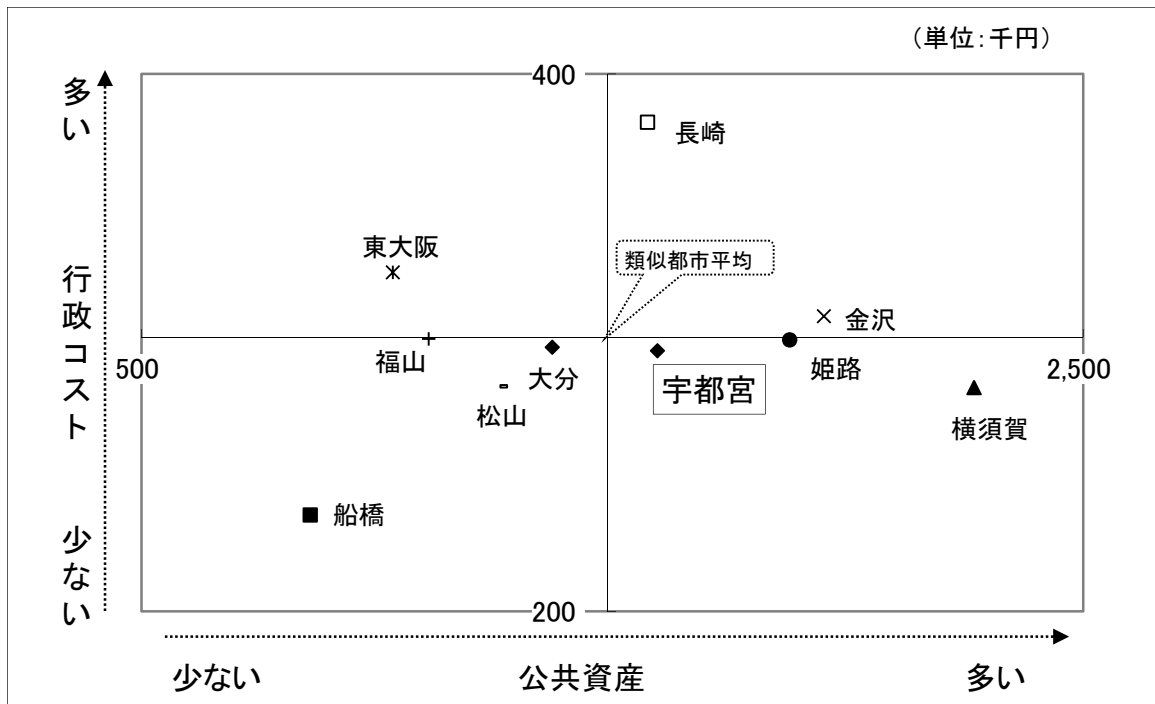 （単位：千円）
400
多い
長崎
東大阪
類似都市平均
行政コスト
金沢
500
福山
大分
宇都宮
姫路
2,500
松山
横須賀
船橋
少ない
200
少ない
公共資産
多い